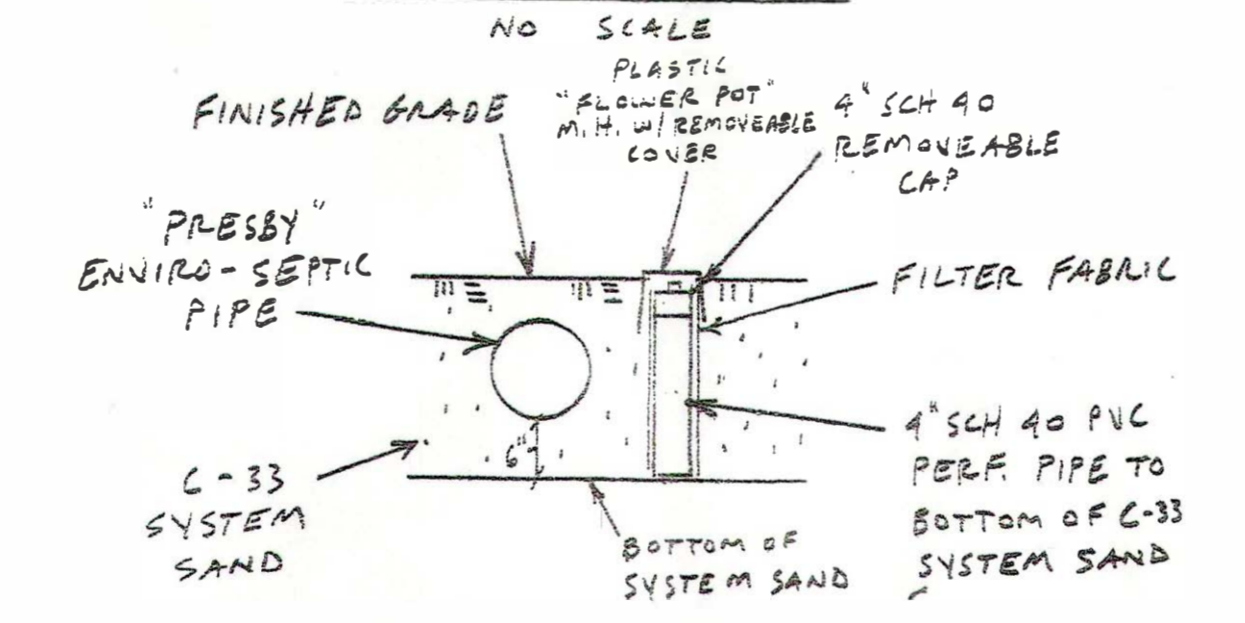 NO SCALE
PLASTIC
"FLOWER POT"
M.H. W/REMOVEABLE
COVER
FINISHED GRADE
4" SCH 40
REMOVEABLE
CAP
"PRESBY"
ENVIRO-SEPTIC
PIPE
FILTER FABRIC
6"
4" SCH 40 PVC
PERF. PIPE TO
BOTTOM OF C-33
SYSTEM SAND
C-33
SYSTEM
SAND
BOTTOM OF
SYSTEM SAND